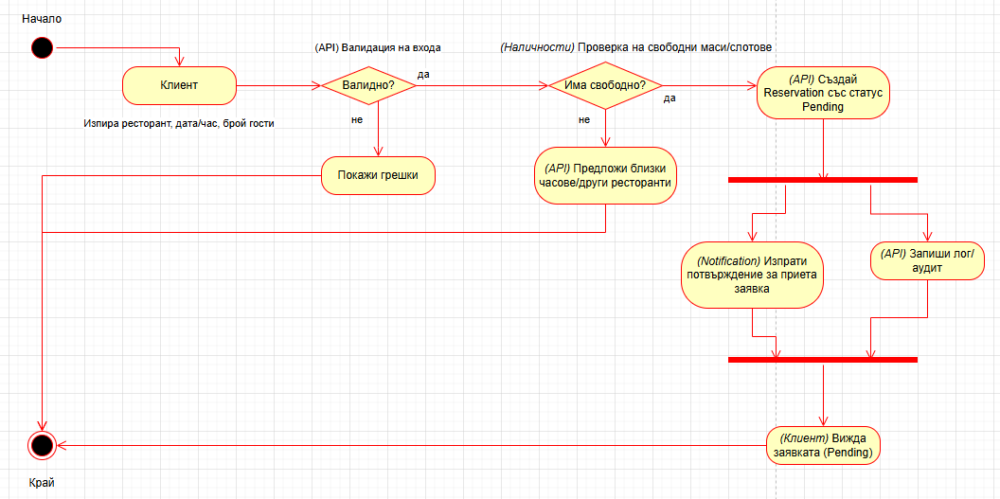 Начало
(API) Валидация на входа
(Наличности) Проверка на свободни маси/слотове
Клиент
Валидно?
да
Има свободно?
да
(API) Създай
Reservation със статус
Pending
Изпира ресторант, дата/час, брой гости
не
не
Покажи грешки
(API) Предложи близки
часове/други ресторанти
(Notification) Изпрати
потвърждение за приета
заявка
(API) Запиши лог/
аудит
(Клиент) Вижда
заявката (Pending)
Край